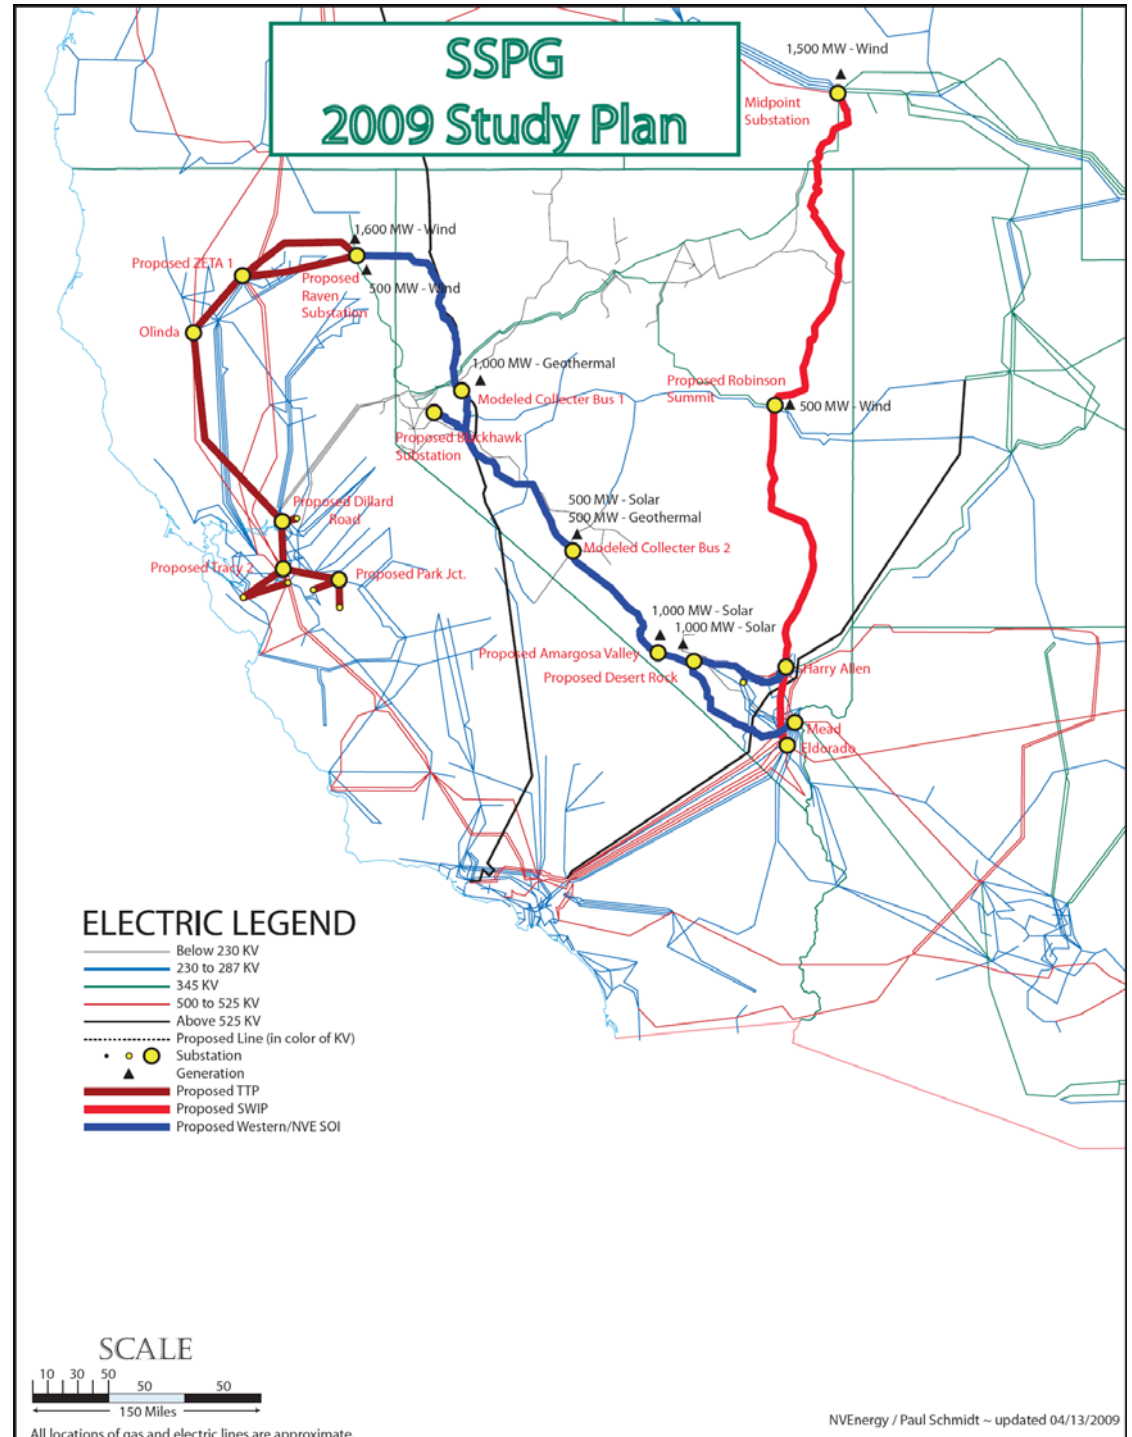 SSPG
2009 Study Plan
1,500 MW - Wind
Midpoint
Substation
1,600 MW - Wind
Proposed ZETA 1
Proposed
Raven
Substation
500 MW - Wind
Olinda
1,000 MW - Geothermal
Modeled Collecter Bus 1
Proposed Robinson
Summit
500 MW - Wind
Proposed Blackhawk
Substation
500 MW - Solar
500 MW - Geothermal
Modeled Collecter Bus 2
Proposed Dillard
Road
Proposed Tracy 2
Proposed Park Jct.
1,000 MW - Solar
1,000 MW - Solar
Proposed Amargosa Valley
Proposed Desert Rock
Harry Allen
Mead
Eldorado
ELECTRIC LEGEND
Below 230 KV
230 to 287 KV
345 KV
500 to 525 KV
Above 525 KV
Proposed Line (in color of KV)
Substation
Generation
Proposed TTP
Proposed SWIP
Proposed Western/NVE SOI
SCALE
10 30 50
50 50
150 Miles
All locations of gas and electric lines are approximate
NVEnergy / Paul Schmidt ~ updated 04/13/2009